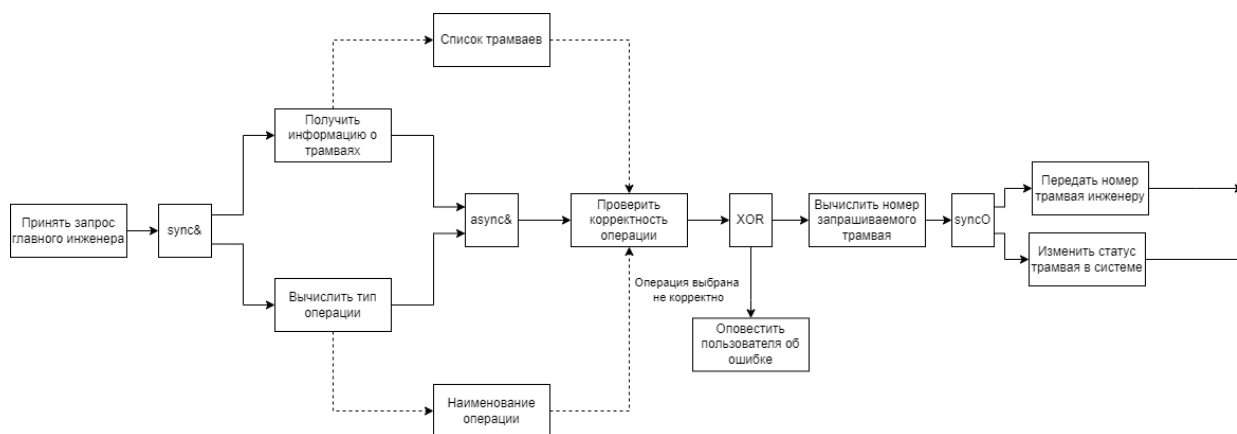 Список трамваев
Получить
информацию о
трамваях
Принять запрос
главного инженера
sync&
Вычислить тип
операции
async&
Наименование
операции
Проверить
корректность
операции
XOR
Операция выбрана
не корректно
Оповестить
пользователя об
ошибке
Вычислить номер
запрашиваемого
трамвая
syncO
Передать номер
трамвая инженеру
Изменить статус
трамвая в системе